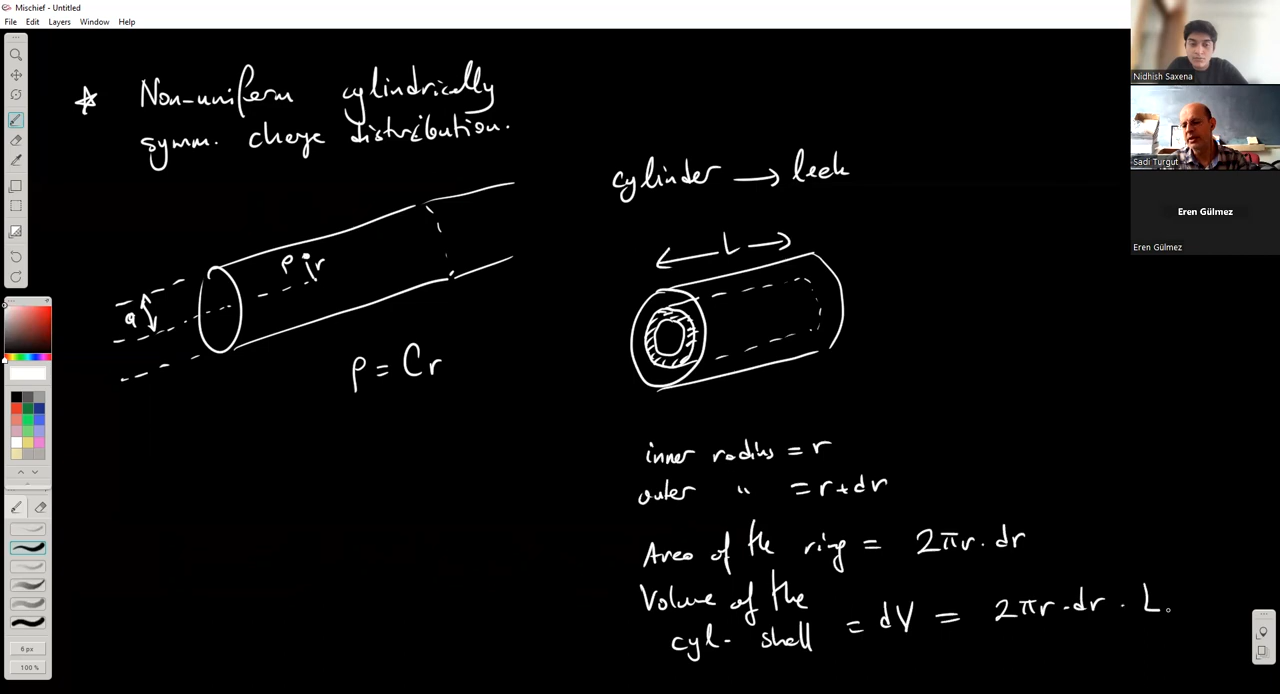 Mischief - Untitled
File Edit Layers Window Help
Non-uniform cylindrically
symm. charge distribution.
cylinder → leek
L
ρ r
a
ρ = Cr
inner radius = r
outer " = r+dr
Area of the ring = 2πr. dr
Volume of the
cyl- shell = dV = 2πr.dr . L.
6 px
100 %
Nidhish Saxena
Sadi Turgut
Eren Gülmez
Eren Gülmez